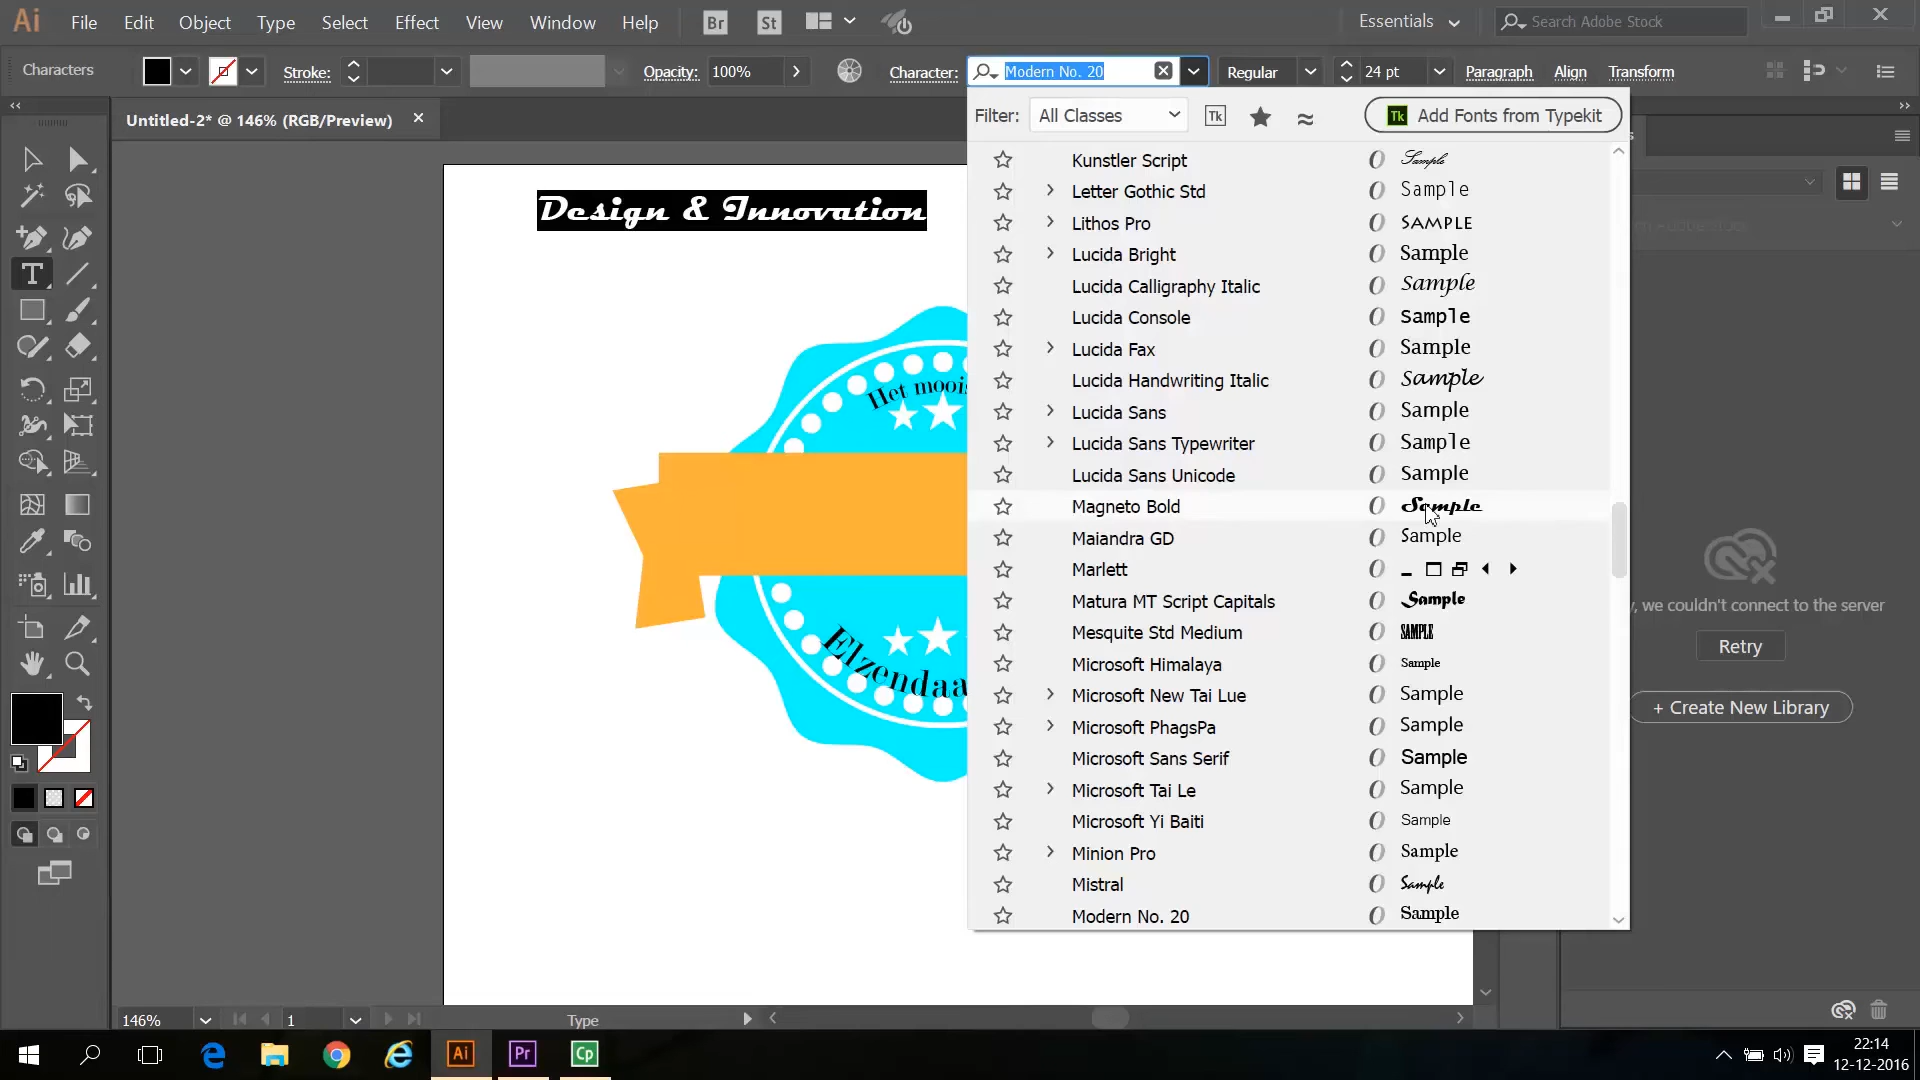 Ai File Edit Object Type Select Effect View Window Help Br St Essentials Search Adobe Stock
Characters Stroke: Opacity: 100% Character: Modern No. 20 Regular 24 pt Paragraph Align Transform
Untitled-2* @ 146% (RGB/Preview)
Filter: All Classes Tk Tk Add Fonts from Typekit
Design & Innovation
Het moois
Elzendaa
Kunstler Script O Sample
Letter Gothic Std O Sample
Lithos Pro O SAMPLE
Lucida Bright O Sample
Lucida Calligraphy Italic O Sample
Lucida Console O Sample
Lucida Fax O Sample
Lucida Handwriting Italic O Sample
Lucida Sans O Sample
Lucida Sans Typewriter O Sample
Lucida Sans Unicode O Sample
Magneto Bold O Sample
Maiandra GD O Sample
Marlett O
Matura MT Script Capitals O Sample
Mesquite Std Medium O SAMPLE
Microsoft Himalaya O Sample
Microsoft New Tai Lue O Sample
Microsoft PhagsPa O Sample
Microsoft Sans Serif O Sample
Microsoft Tai Le O Sample
Microsoft Yi Baiti O Sample
Minion Pro O Sample
Mistral O Sample
Modern No. 20 O Sample
, we couldn't connect to the server
Retry
+ Create New Library
T
146% 1 Type
Ai Pr Cp
22:14
12-12-2016